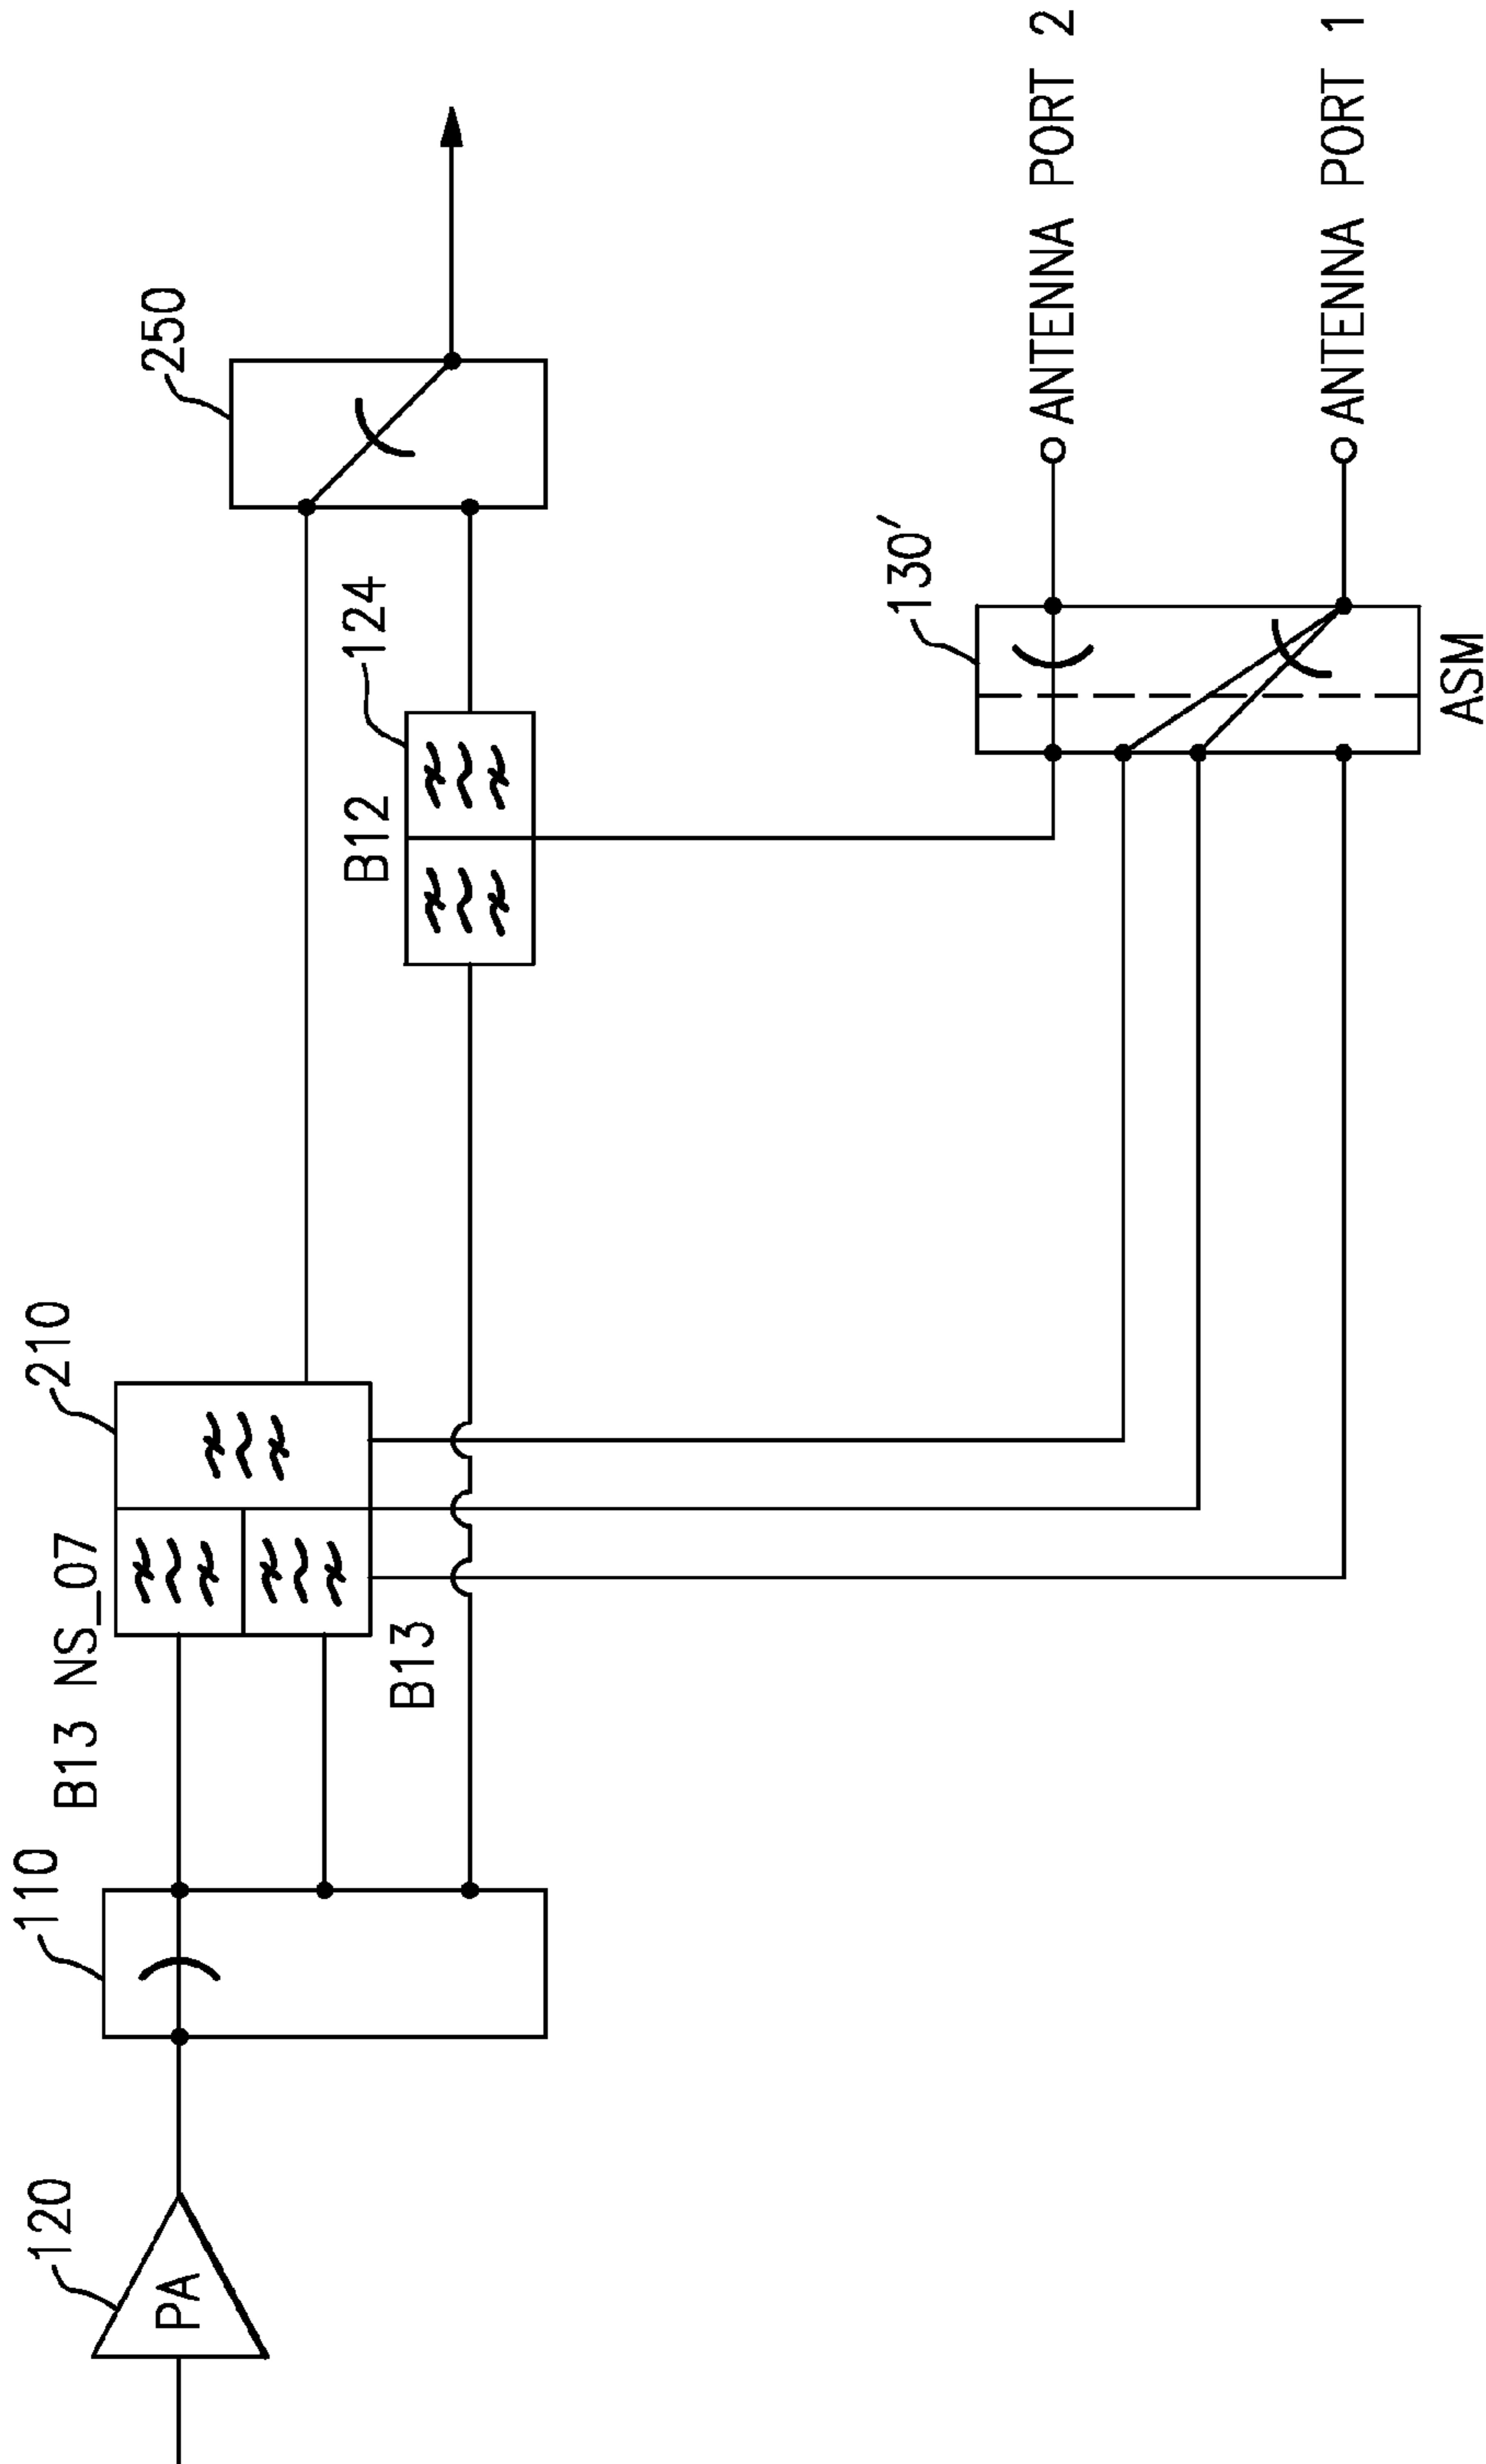 120
PA
110
B13 NS_07
210
B13
B12
124
250
130′
ASM
ANTENNA PORT 2
ANTENNA PORT 1